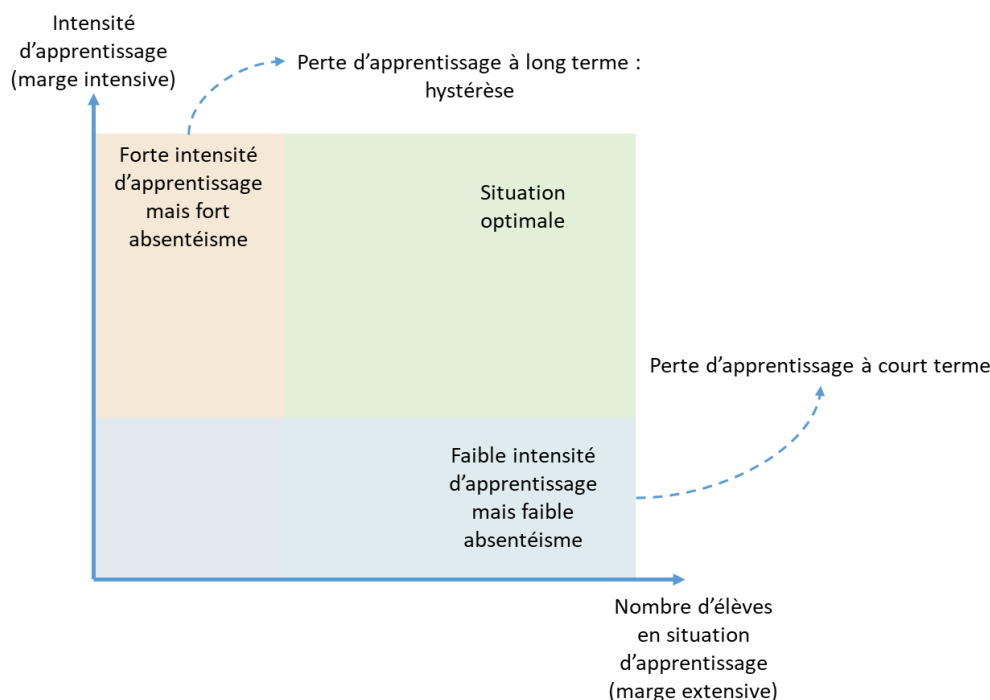 Intensité
d’apprentissage
(marge intensive)
Perte d’apprentissage à long terme :
hystérèse
Forte intensité
d’apprentissage
mais fort
absentéisme
Situation
optimale
Perte d’apprentissage à court terme
Faible intensité
d’apprentissage
mais faible
absentéisme
Nombre d’élèves
en situation
d’apprentissage
(marge extensive)